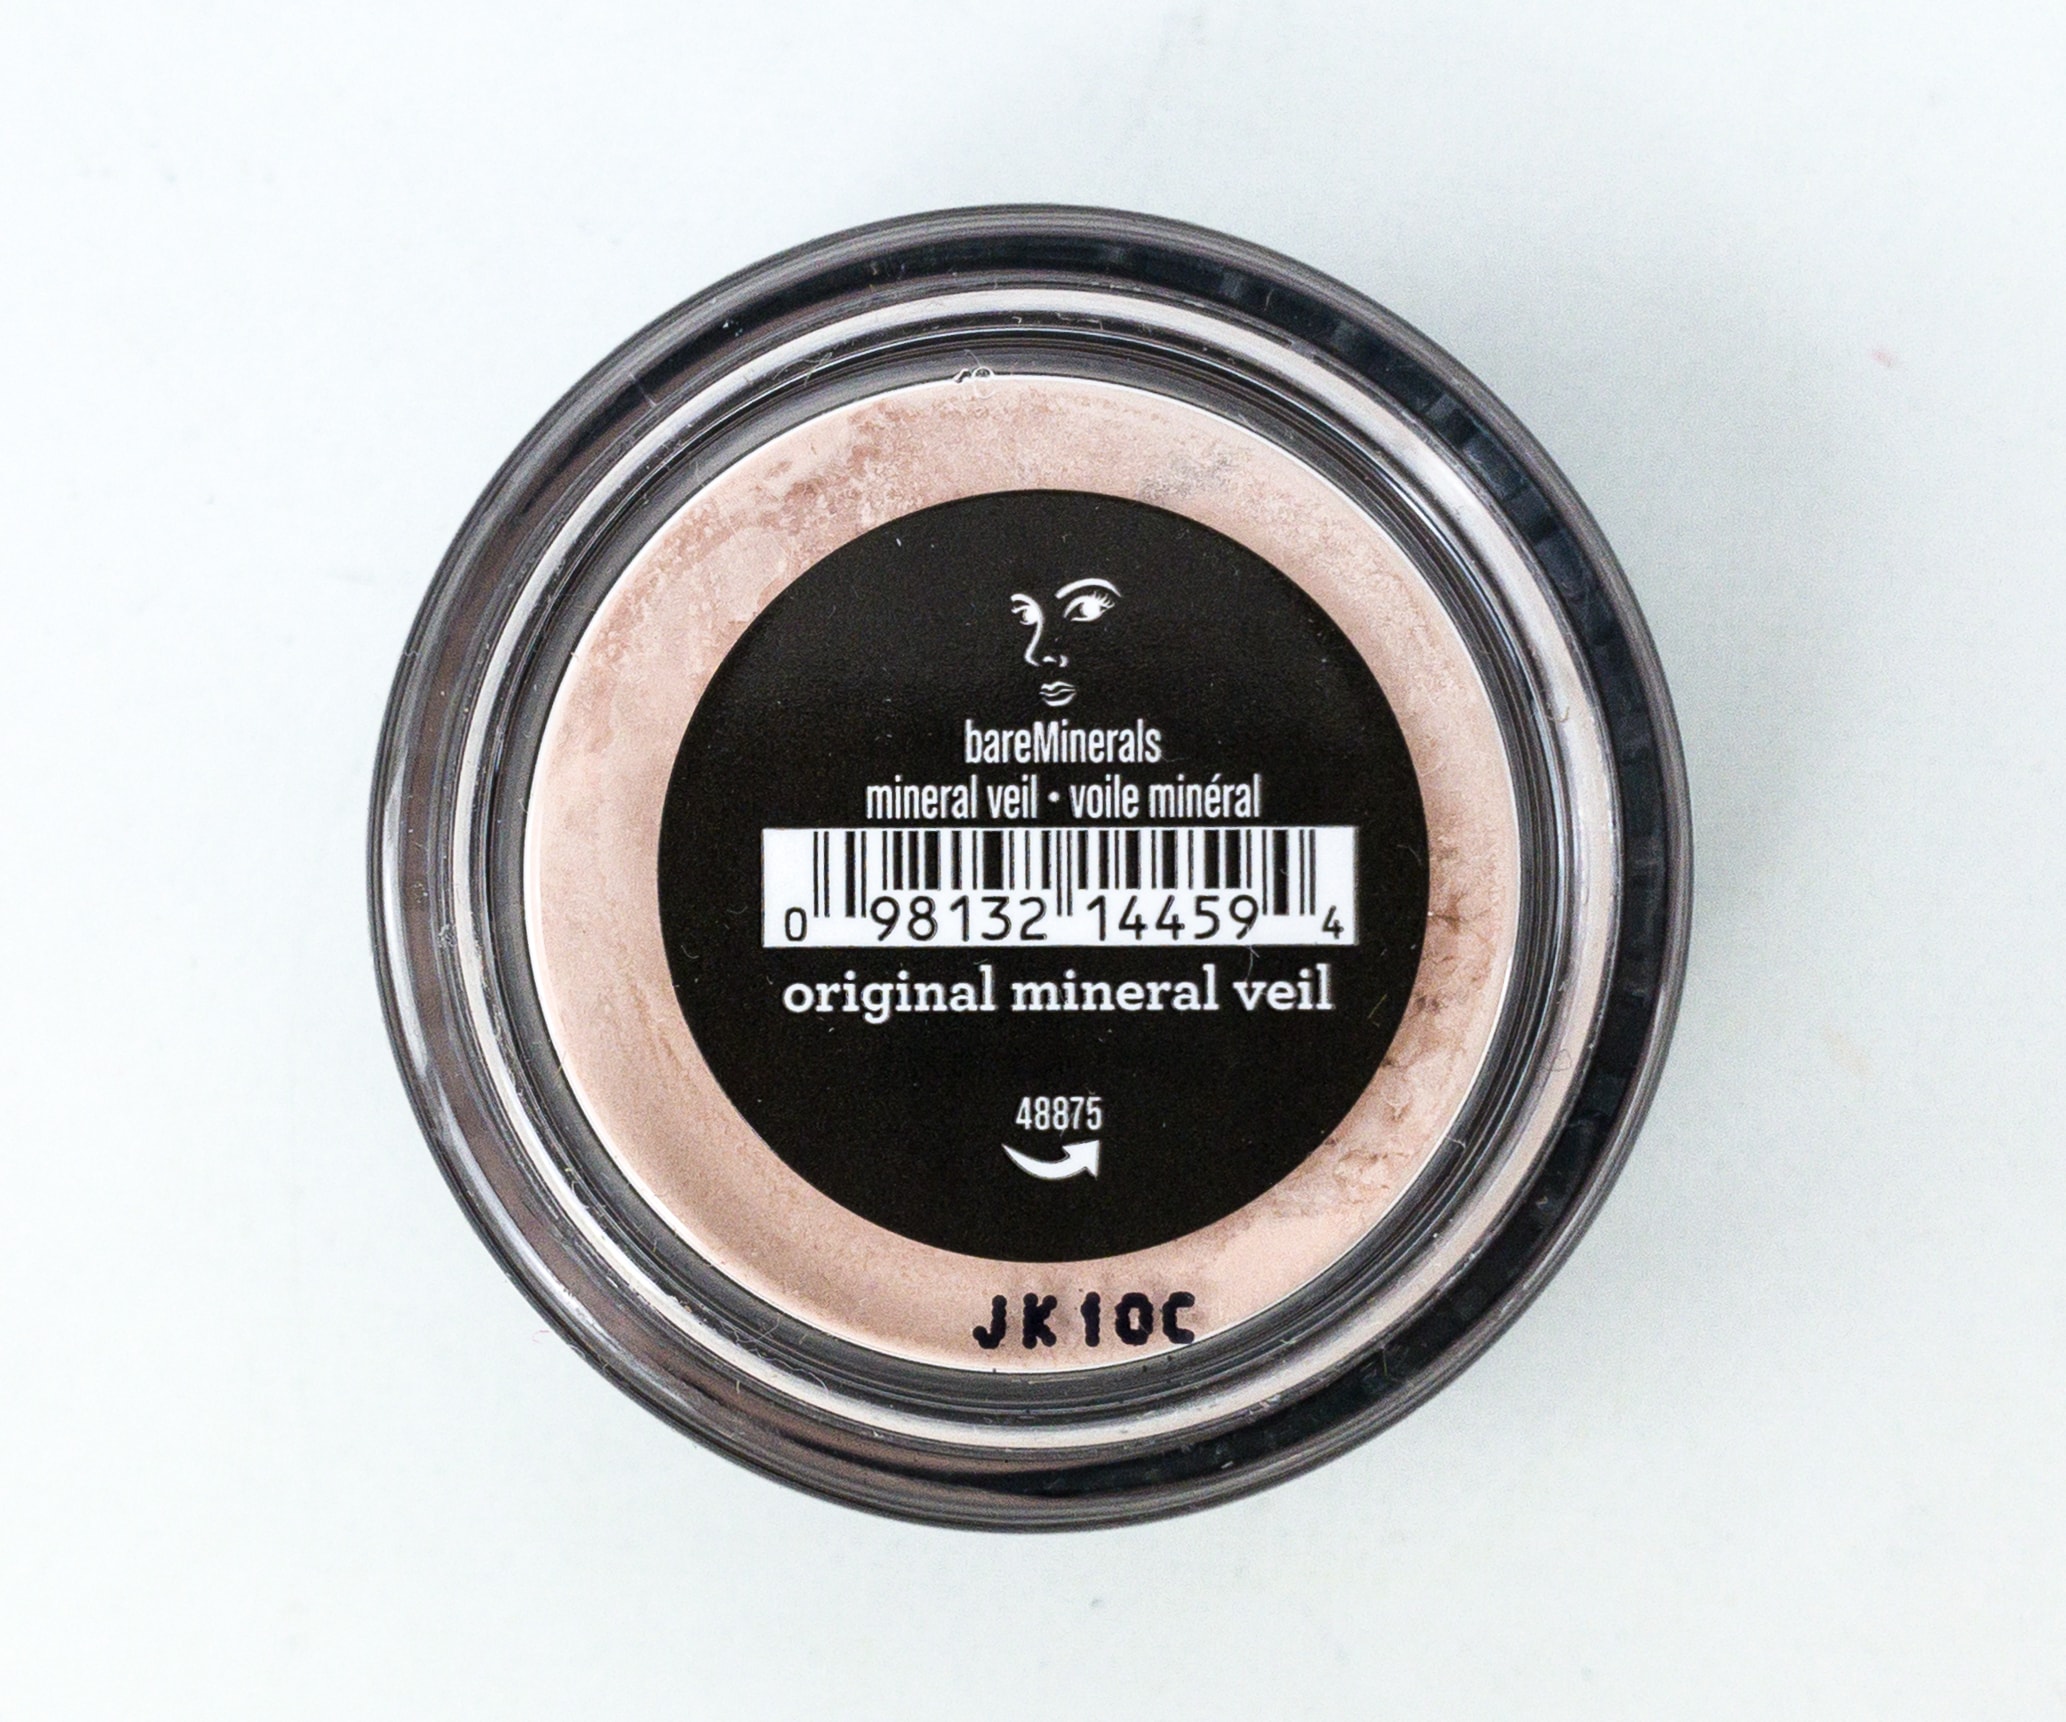 bareMinerals
mineral veil • voile minéral
0 98132 14459 4
original mineral veil
48875
JK10C